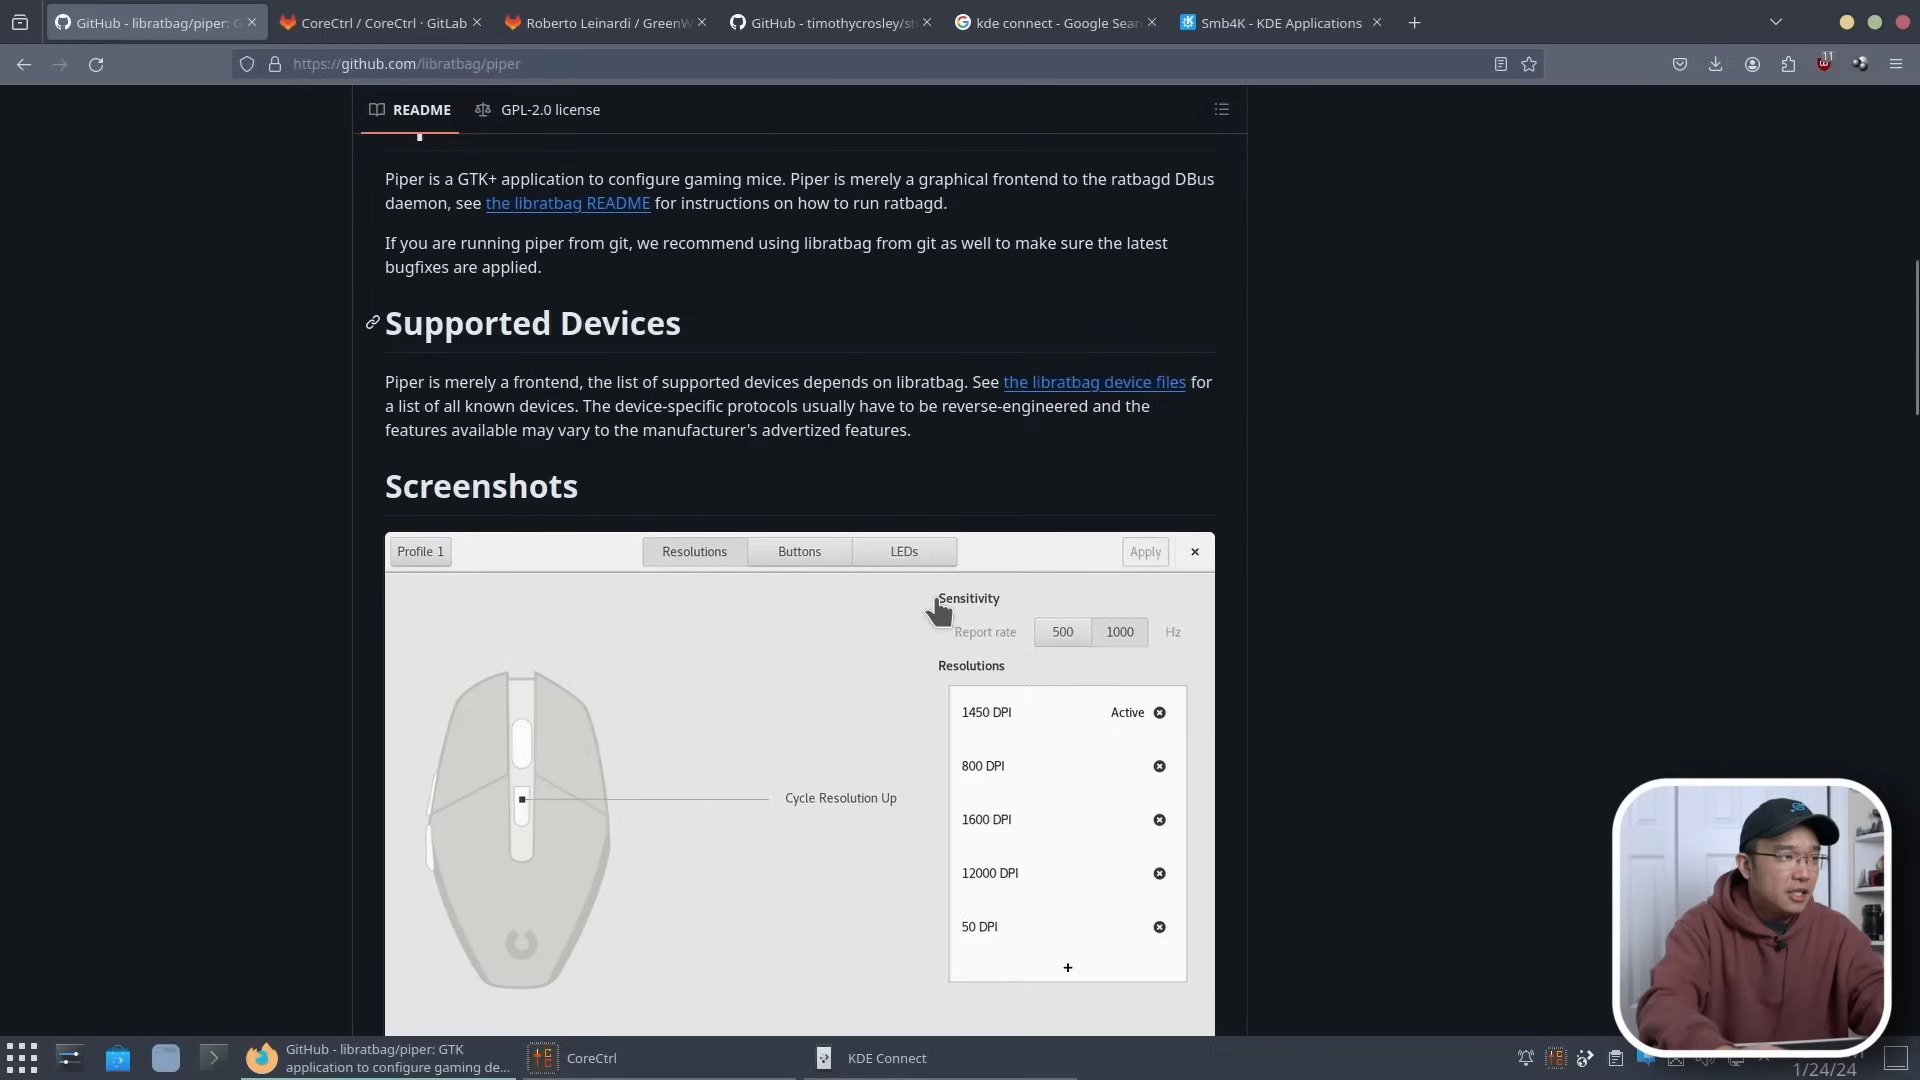 GitHub - libratbag/piper: G
CoreCtrl / CoreCtrl · GitLab
Roberto Leinardi / GreenW
GitHub - timothycrosley/st
kde connect - Google Sear
Smb4K - KDE Applications
https://github.com/libratbag/piper
11
README
GPL-2.0 license
Piper is a GTK+ application to configure gaming mice. Piper is merely a graphical frontend to the ratbagd DBus
daemon, see the libratbag README for instructions on how to run ratbagd.
If you are running piper from git, we recommend using libratbag from git as well to make sure the latest
bugfixes are applied.
Supported Devices
Piper is merely a frontend, the list of supported devices depends on libratbag. See the libratbag device files for
a list of all known devices. The device-specific protocols usually have to be reverse-engineered and the
features available may vary to the manufacturer's advertized features.
Screenshots
Profile 1
Resolutions
Buttons
LEDs
Apply
Sensitivity
Report rate
500
1000
Hz
Resolutions
1450 DPI
Active
800 DPI
Cycle Resolution Up
1600 DPI
12000 DPI
50 DPI
GitHub - libratbag/piper: GTK
application to configure gaming de...
CoreCtrl
KDE Connect
1/24/24